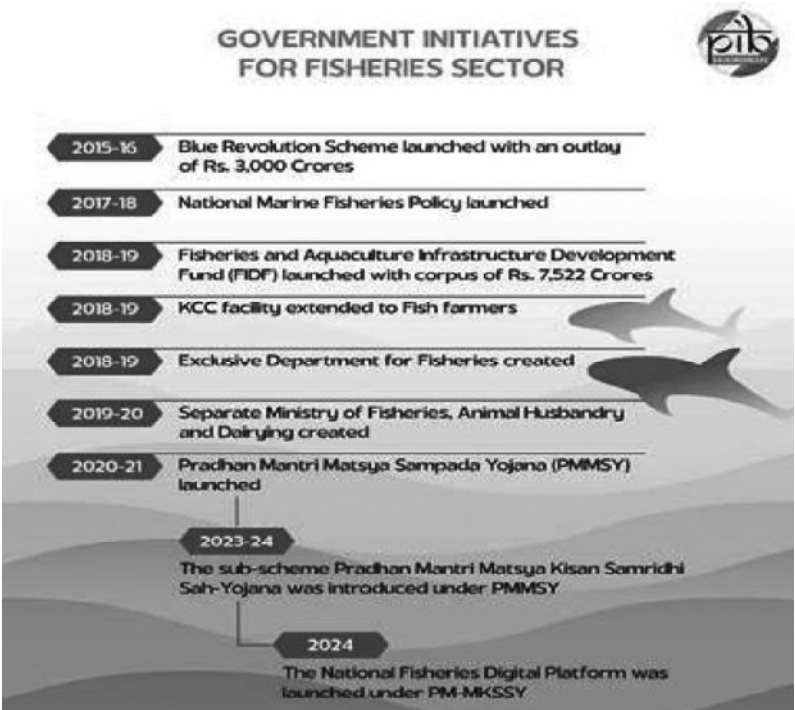 GOVERNMENT INITIATIVES
FOR FISHERIES SECTOR
pib
2015-16
Blue Revolution Scheme launched with an outlay
of Rs. 3,000 Crores
2017-18
National Marine Fisheries Policy launched
2018-19
Fisheries and Aquaculture Infrastructure Development
Fund (FIDF) launched with corpus of Rs. 7,522 Crores
2018-19
KCC facility extended to Fish farmers
2018-19
Exclusive Department for Fisheries created
2019-20
Separate Ministry of Fisheries, Animal Husbandry
and Dairying created
2020-21
Pradhan Mantri Matsya Sampada Yojana (PMMSY)
launched
2023-24
The sub-scheme Pradhan Mantri Matsya Kisan Samridhi
Sah-Yojana was introduced under PMMSY
2024
The National Fisheries Digital Platform was
launched under PM-MKSSY